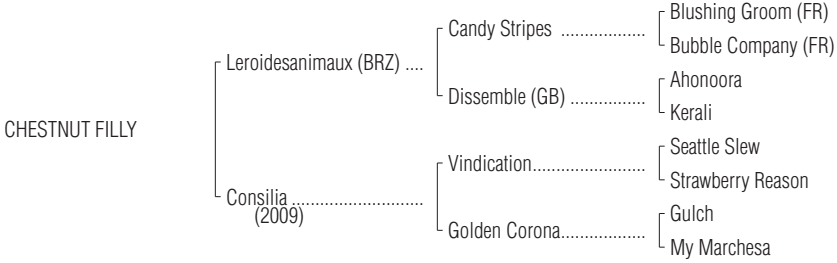 Blushing Groom (FR)
Candy Stripes ..................
Bubble Company (FR)
Leroidesanimaux (BRZ) ....
Ahonoora
Dissemble (GB) ................
Kerali
CHESTNUT FILLY
Seattle Slew
Vindication........................
Strawberry Reason
Consilia ............................
(2009)
Gulch
Golden Corona..................
My Marchesa